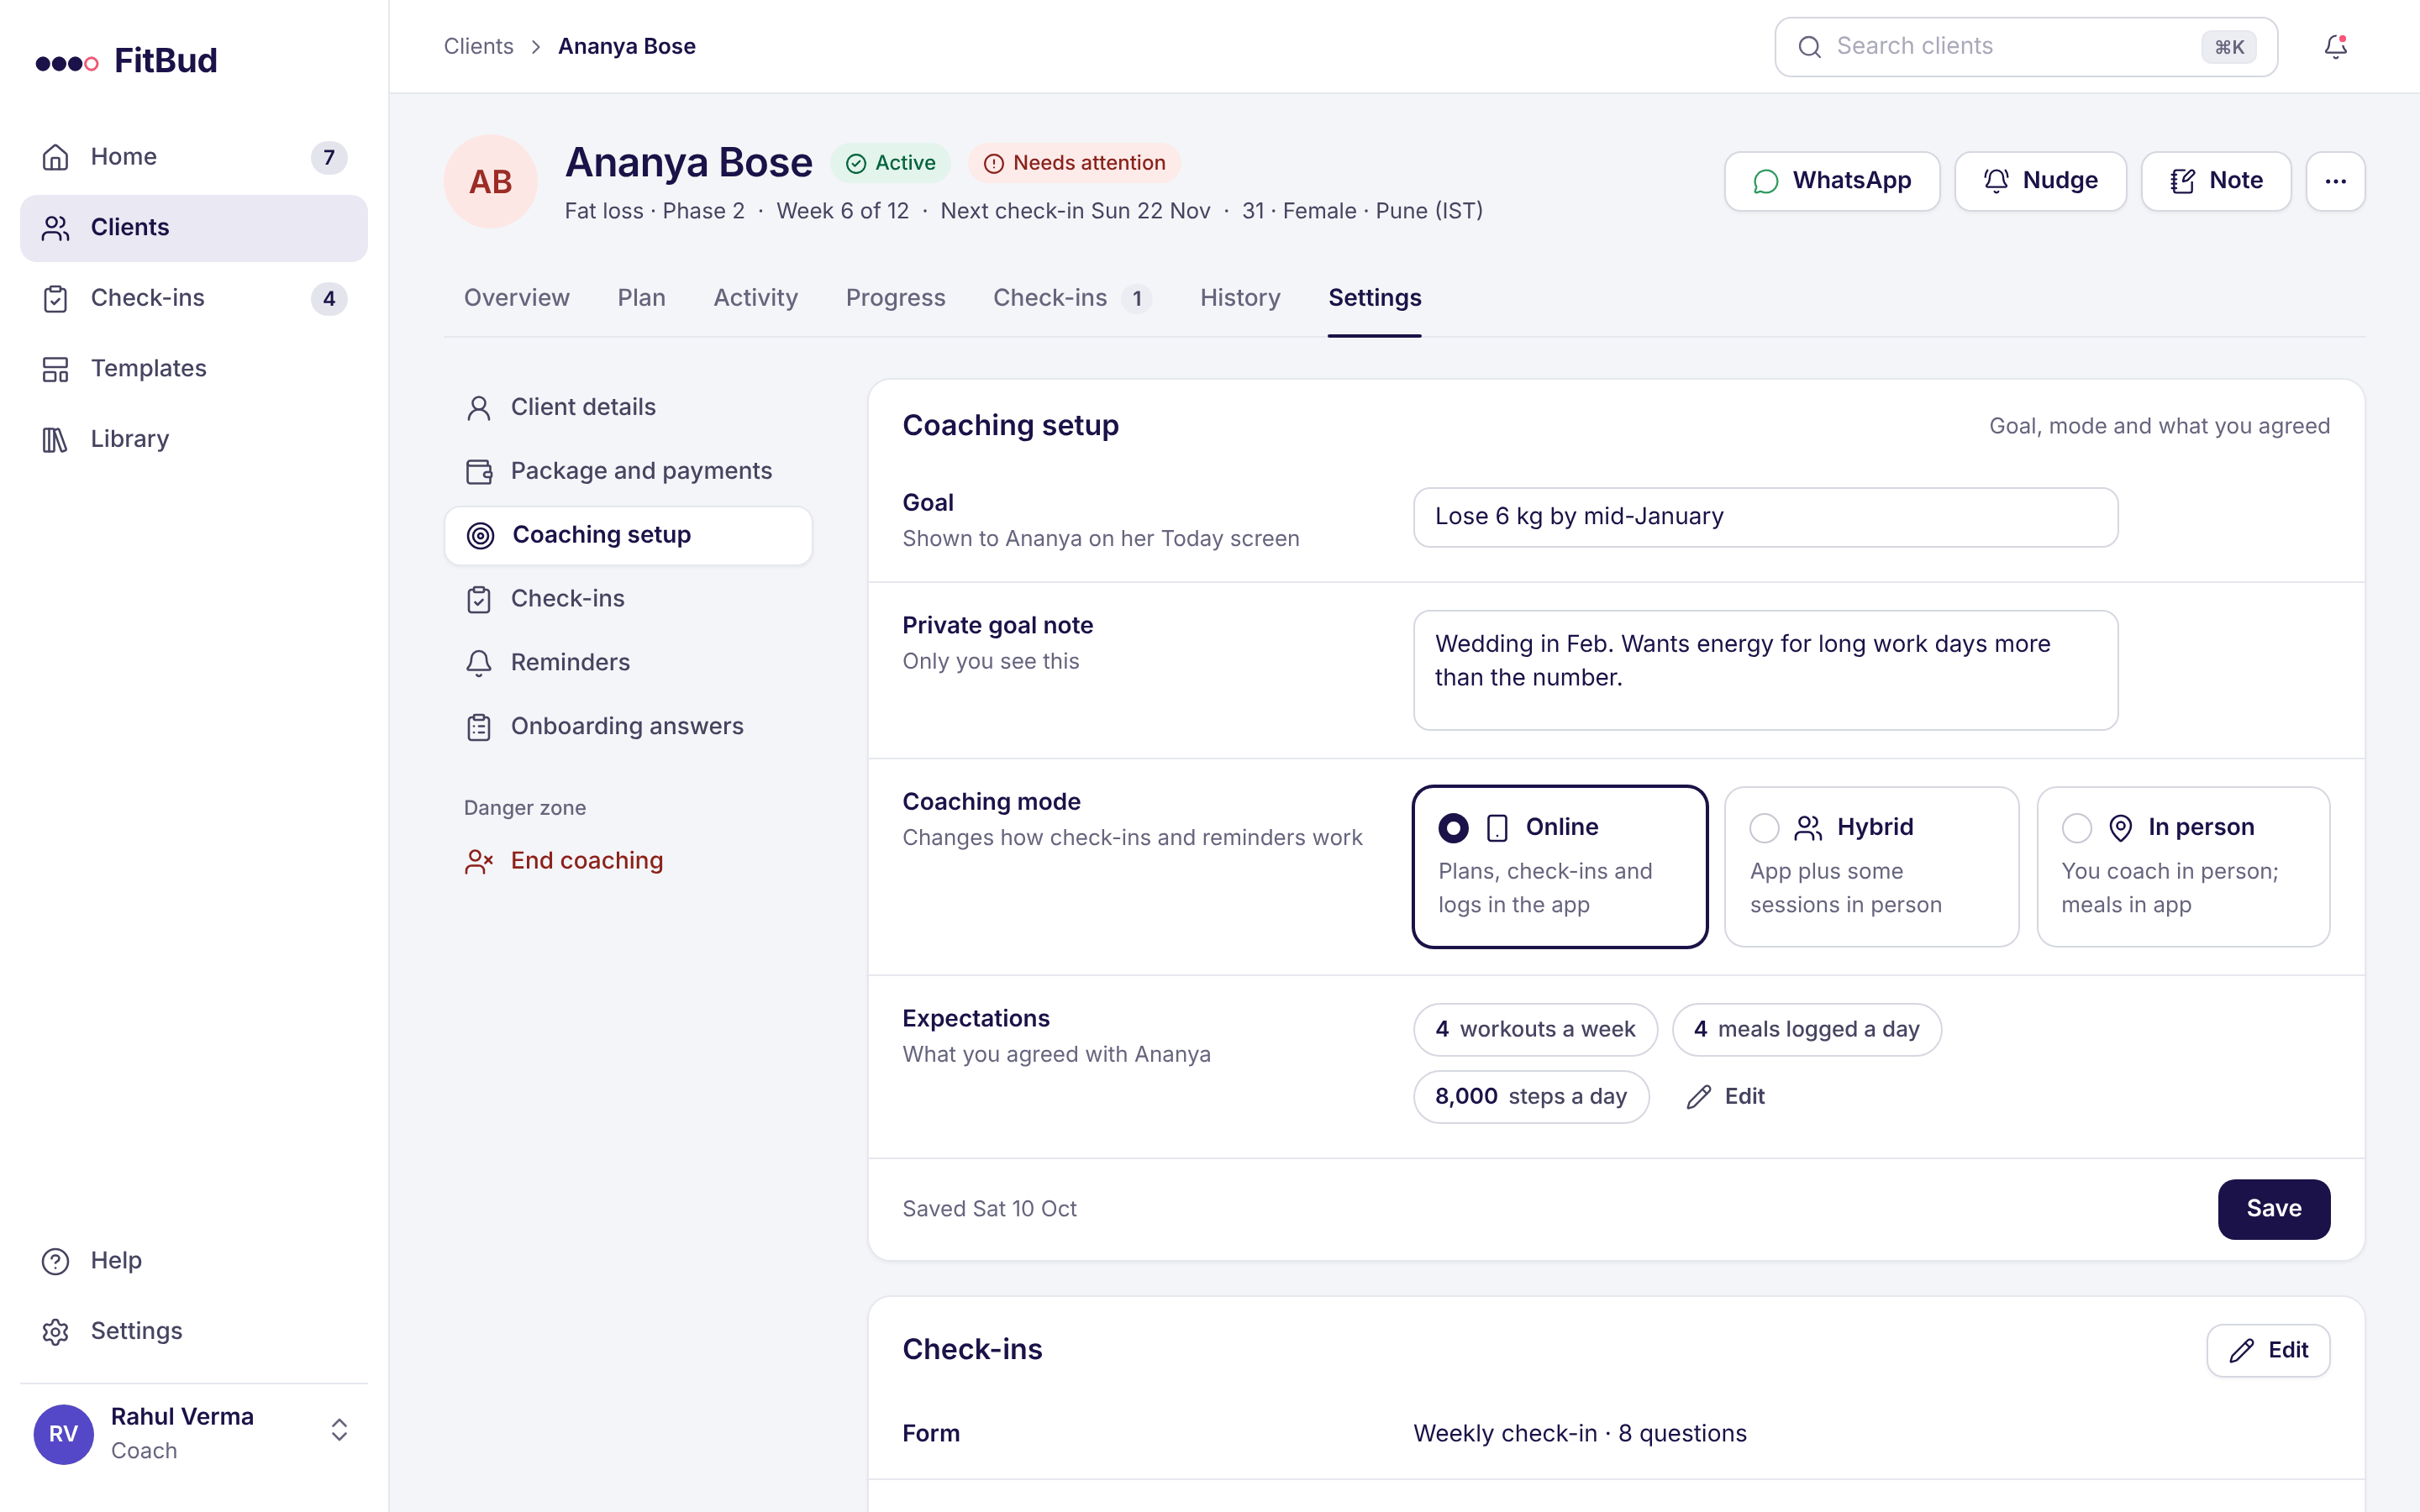 FitBud
Home 7
Clients
Check-ins 4
Templates
Library
Help
Settings
RV
Rahul Verma
Coach
Clients > Ananya Bose
Search clients ⌘K
AB
Ananya Bose Active Needs attention
Fat loss · Phase 2 · Week 6 of 12 · Next check-in Sun 22 Nov · 31 · Female · Pune (IST)
WhatsApp Nudge Note
Overview Plan Activity Progress Check-ins 1 History Settings
Client details
Package and payments
Coaching setup
Check-ins
Reminders
Onboarding answers
Danger zone
End coaching
Coaching setup Goal, mode and what you agreed
Goal
Shown to Ananya on her Today screen
Lose 6 kg by mid-January
Private goal note
Only you see this
Wedding in Feb. Wants energy for long work days more
than the number.
Coaching mode
Changes how check-ins and reminders work
Online
Plans, check-ins and
logs in the app
Hybrid
App plus some
sessions in person
In person
You coach in person;
meals in app
Expectations
What you agreed with Ananya
4 workouts a week 4 meals logged a day
8,000 steps a day Edit
Saved Sat 10 Oct Save
Check-ins Edit
Form Weekly check-in · 8 questions